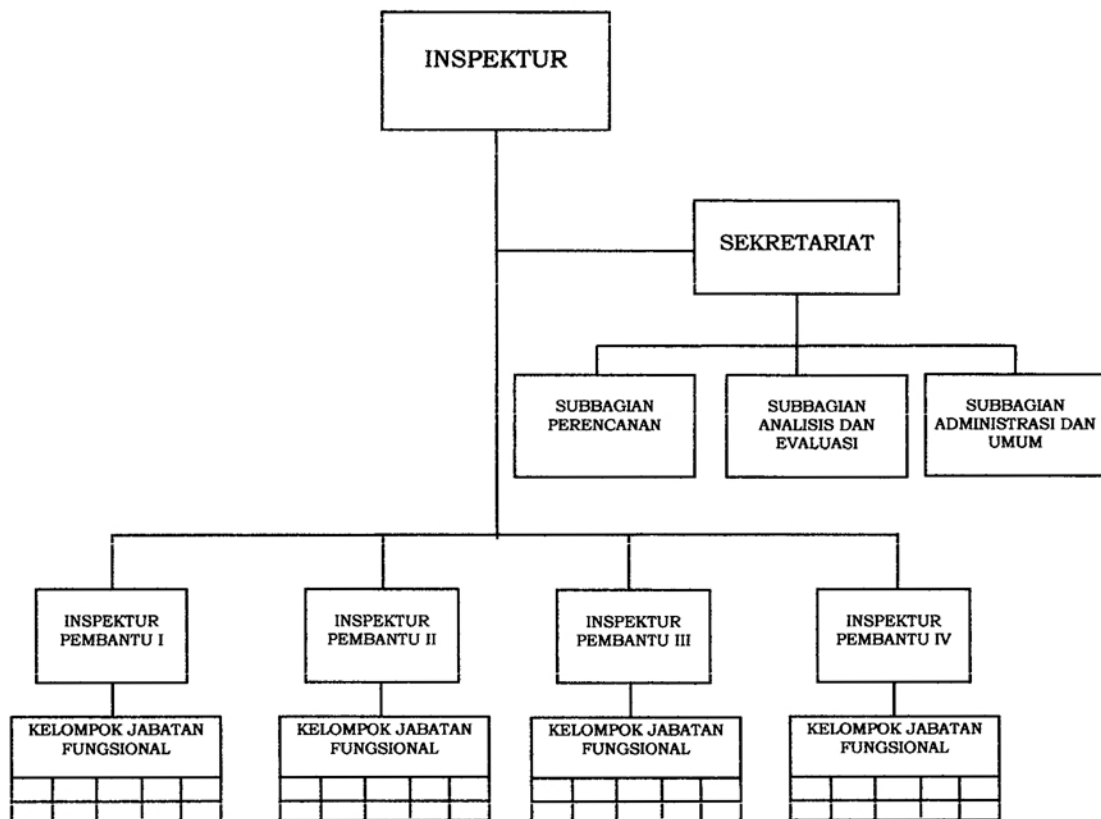 INSPEKTUR
SEKRETARIAT
SUBBAGIAN
PERENCANAN
SUBBAGIAN
ANALISIS DAN
EVALUASI
SUBBAGIAN
ADMINISTRASI DAN
UMUM
INSPEKTUR
PEMBANTU I
INSPEKTUR
PEMBANTU II
INSPEKTUR
PEMBANTU III
INSPEKTUR
PEMBANTU IV
KELOMPOK JABATAN
FUNGSIONAL
KELOMPOK JABATAN
FUNGSIONAL
KELOMPOK JABATAN
FUNGSIONAL
KELOMPOK JABATAN
FUNGSIONAL